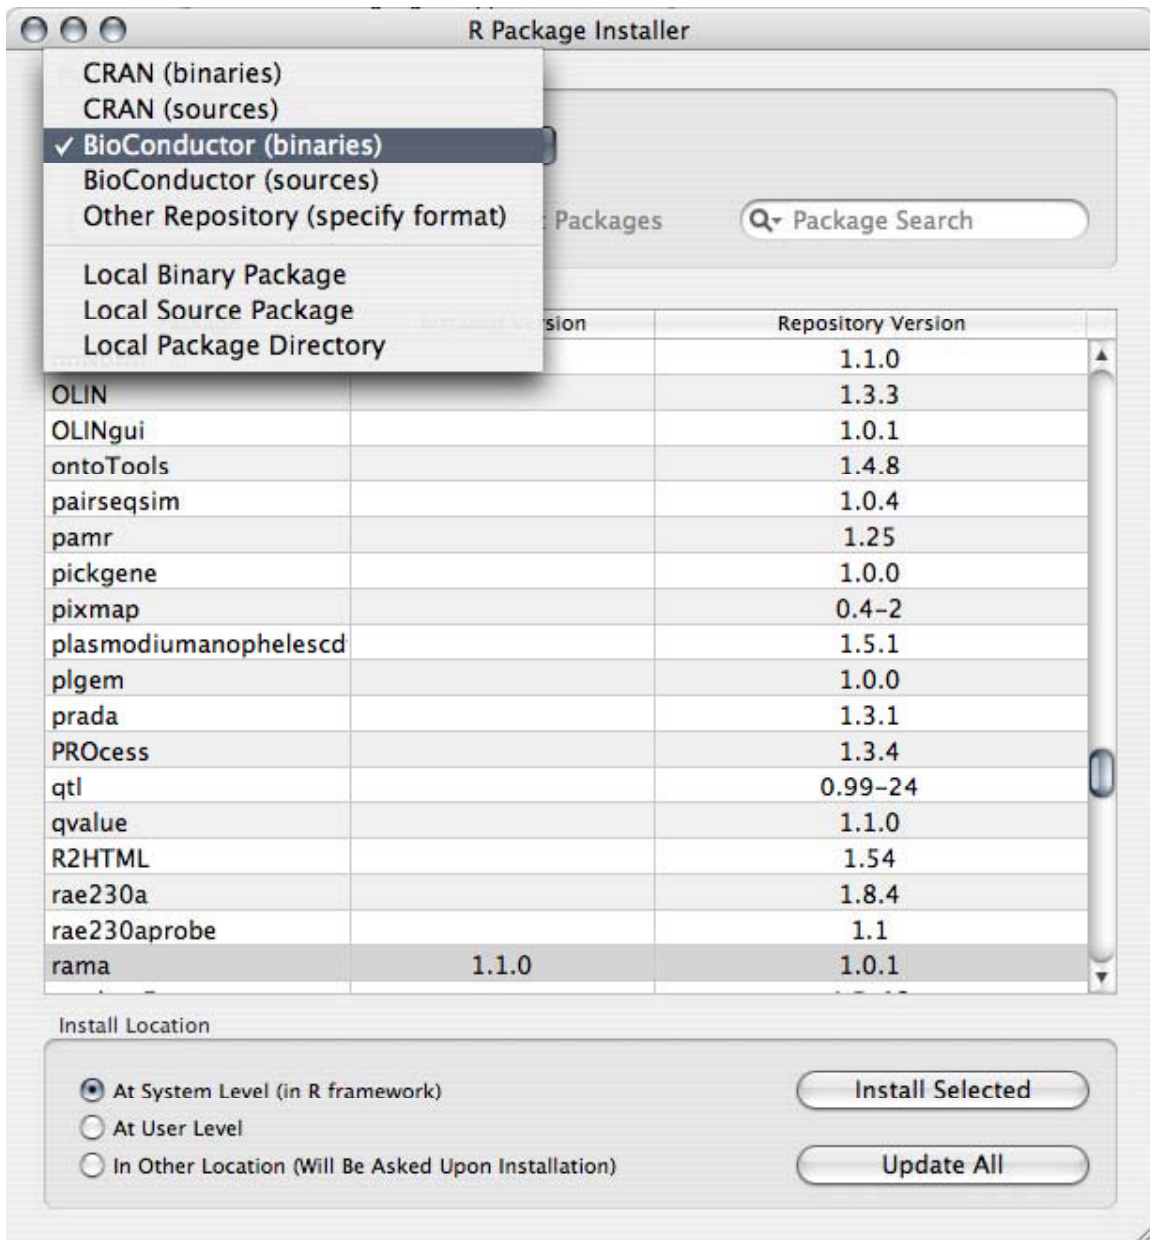 R Package Installer
CRAN (binaries)
CRAN (sources)
✓ BioConductor (binaries)
BioConductor (sources)
Other Repository (specify format)
Packages
Package Search
Local Binary Package
Local Source Package
Local Package Directory
Repository Version
1.1.0
OLIN 1.3.3
OLINgui 1.0.1
ontoTools 1.4.8
pairseqsim 1.0.4
pamr 1.25
pickgene 1.0.0
pixmap 0.4-2
plasmodiumanophelescd 1.5.1
plgem 1.0.0
prada 1.3.1
PROcess 1.3.4
qtl 0.99-24
qvalue 1.1.0
R2HTML 1.54
rae230a 1.8.4
rae230aprobe 1.1
rama 1.1.0 1.0.1
Install Location
At System Level (in R framework)
Install Selected
At User Level
In Other Location (Will Be Asked Upon Installation)
Update All